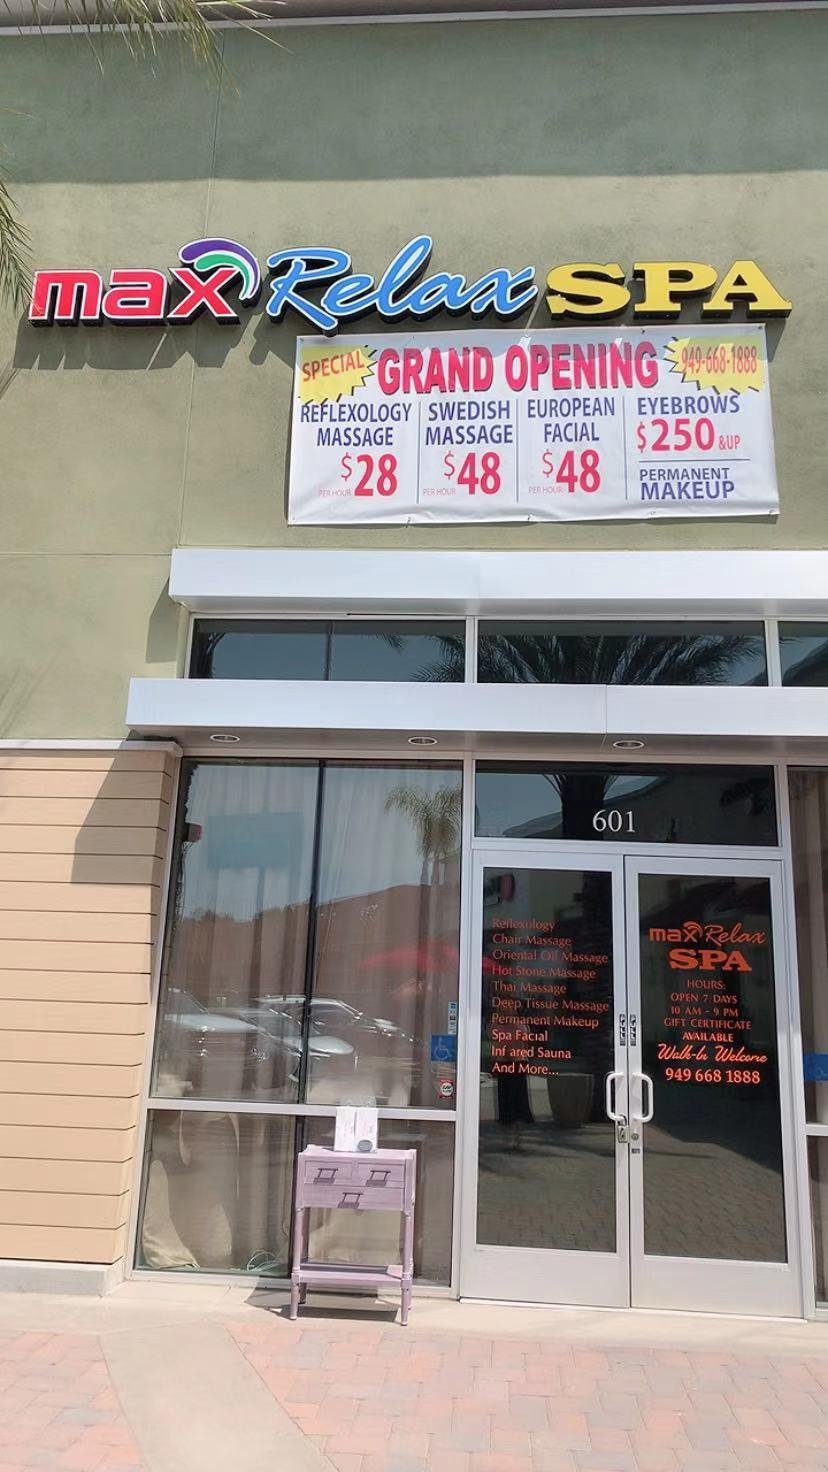 max Relax SPA
SPECIAL
GRAND OPENING
949-668-1888
REFLEXOLOGY
MASSAGE
PER HOUR $28
SWEDISH
MASSAGE
PER HOUR $48
EUROPEAN
FACIAL
PER HOUR $48
EYEBROWS
$250 &UP
PERMANENT
MAKEUP
601
Reflexology
Chair Massage
Oriental Oil Massage
Hot Stone Massage
Thai Massage
Deep Tissue Massage
Permanent Makeup
Spa Facial
Inf ared Sauna
And More...
max Relax
SPA
HOURS:
OPEN 7 DAYS
10 AM - 9 PM
GIFT CERTIFICATE
AVAILABLE
Walk-In Welcome
949 668 1888